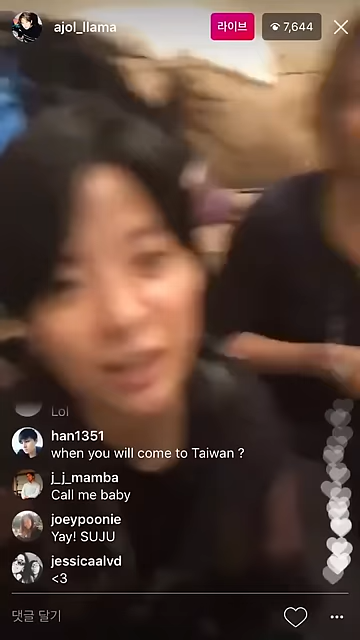 ajol_llama
라이브
7,644
Lol
han1351
when you will come to Taiwan ?
j_j_mamba
Call me baby
joeypoonie
Yay! SUJU
jessicaalvd
<3
댓글 달기